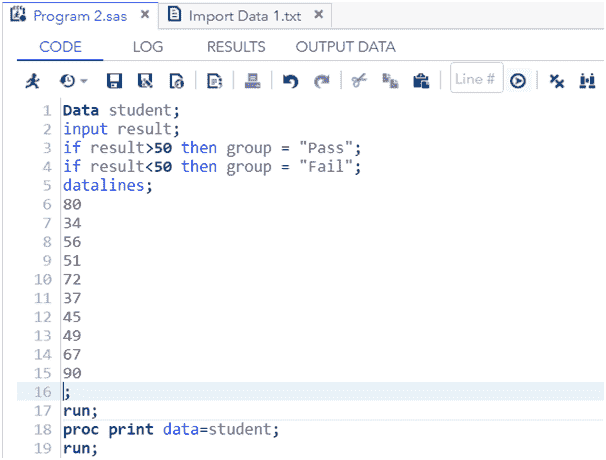 Program 2.sas × Import Data 1.txt ×
CODE LOG RESULTS OUTPUT DATA
Line #
1 Data student;
2 input result;
3 if result>50 then group = "Pass";
4 if result<50 then group = "Fail";
5 datalines;
6 80
7 34
8 56
9 51
10 72
11 37
12 45
13 49
14 67
15 90
16 ;
17 run;
18 proc print data=student;
19 run;